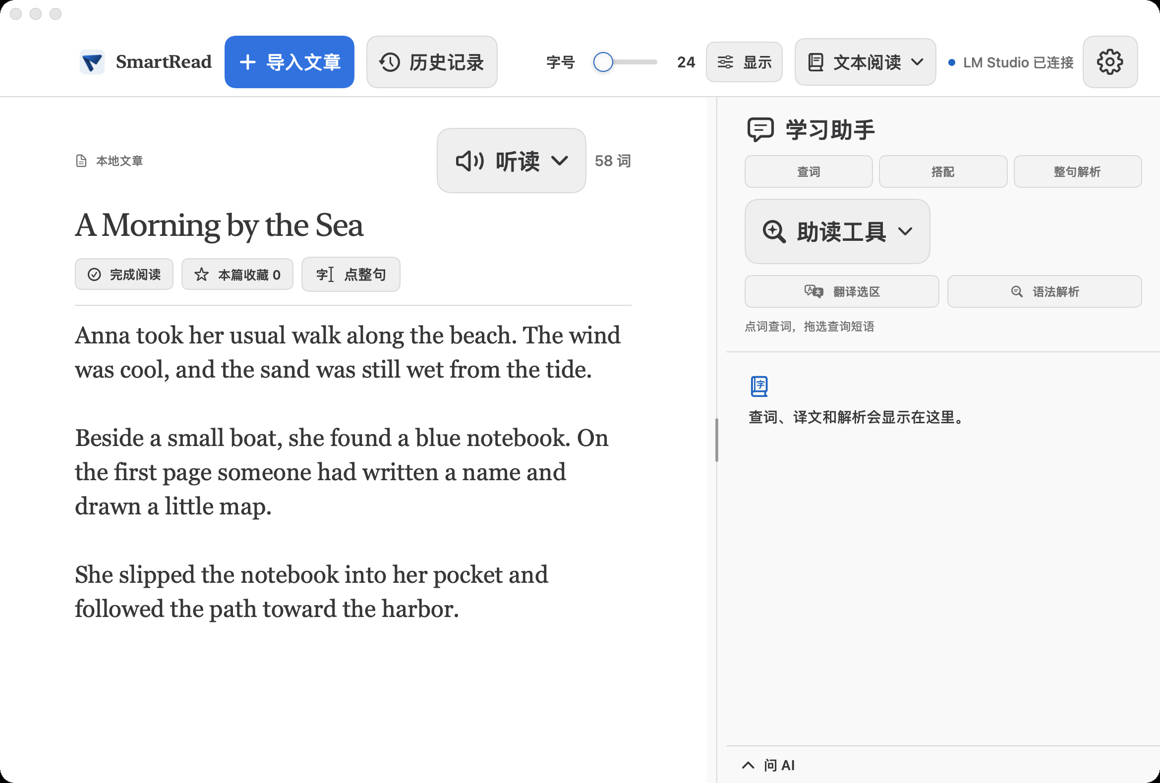 SmartRead
导入文章
历史记录
字号
24
显示
文本阅读
LM Studio 已连接
本地文章
听读
58 词
A Morning by the Sea
完成阅读
本篇收藏 0
字 点整句
Anna took her usual walk along the beach. The wind
was cool, and the sand was still wet from the tide.
Beside a small boat, she found a blue notebook. On
the first page someone had written a name and
drawn a little map.
She slipped the notebook into her pocket and
followed the path toward the harbor.
学习助手
查词
搭配
整句解析
助读工具
翻译选区
语法解析
点词查词，拖选查询短语
字
查词、译文和解析会显示在这里。
问 AI